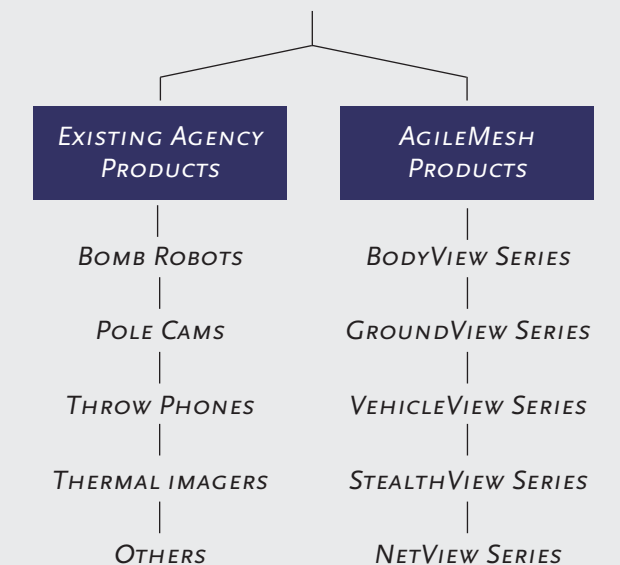 Existing Agency
Products
Bomb Robots
Pole Cams
Throw Phones
Thermal imagers
Others
AgileMesh
Products
BodyView Series
GroundView Series
VehicleView Series
StealthView Series
NetView Series